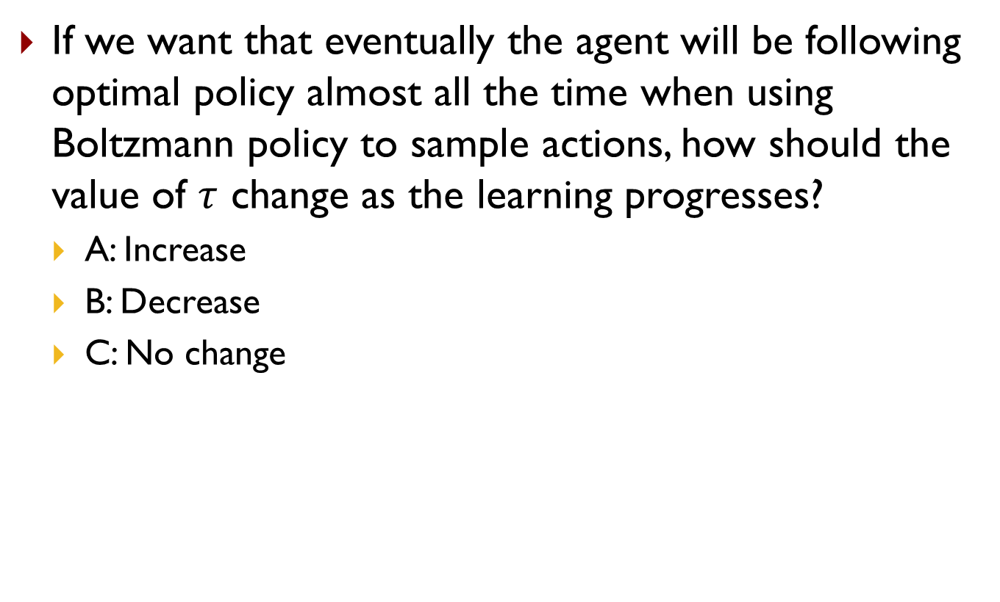 If we want that eventually the agent will be following
optimal policy almost all the time when using
Boltzmann policy to sample actions, how should the
value of τ change as the learning progresses?
A: Increase
B: Decrease
C: No change